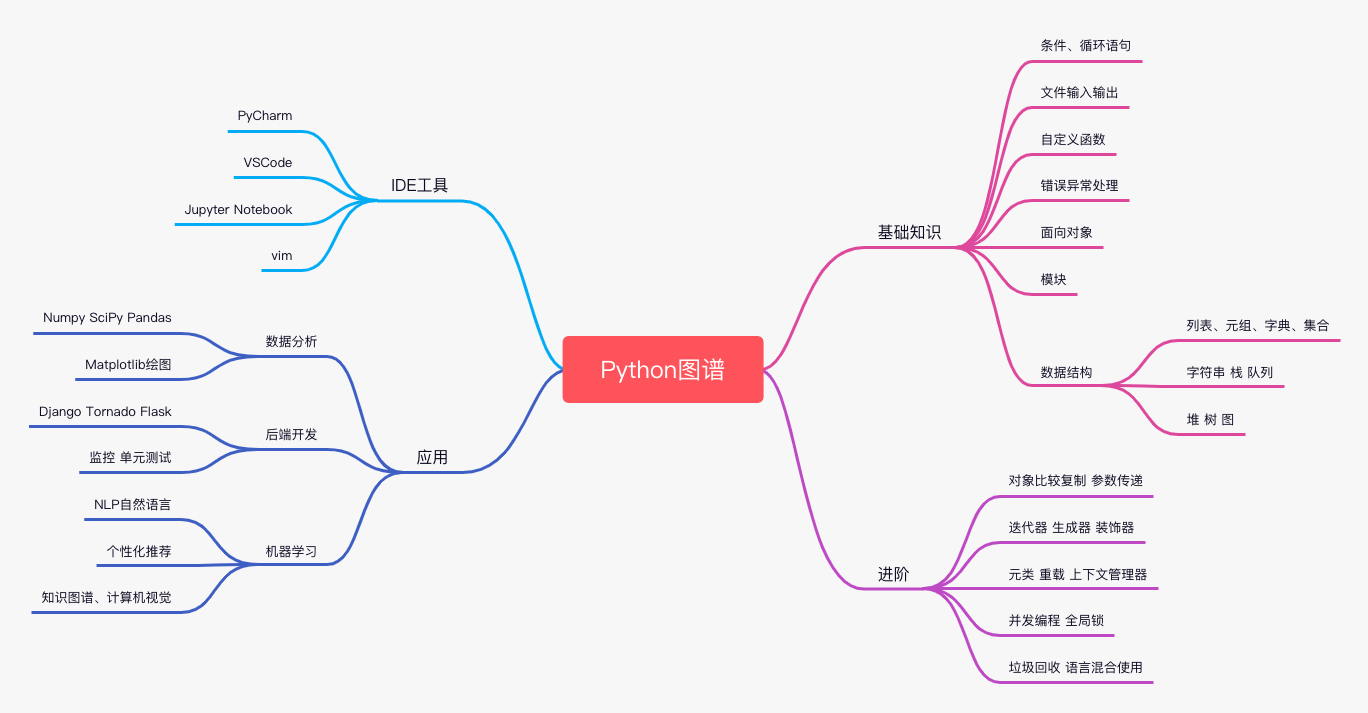 Python图谱
IDE工具
PyCharm
VSCode
Jupyter Notebook
vim
应用
数据分析
Numpy SciPy Pandas
Matplotlib绘图
后端开发
Django Tornado Flask
监控 单元测试
机器学习
NLP自然语言
个性化推荐
知识图谱、计算机视觉
基础知识
条件、循环语句
文件输入输出
自定义函数
错误异常处理
面向对象
模块
数据结构
列表、元组、字典、集合
字符串 栈 队列
堆 树 图
进阶
对象比较复制 参数传递
迭代器 生成器 装饰器
元类 重载 上下文管理器
并发编程 全局锁
垃圾回收 语言混合使用